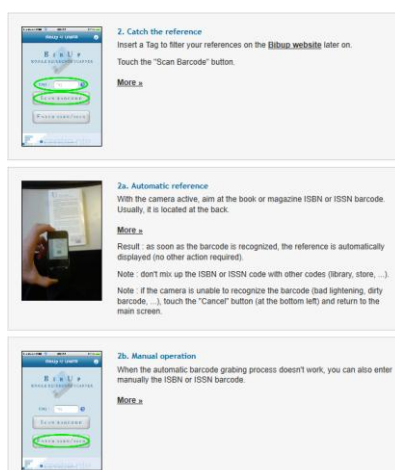 BibUp
2. Catch the reference
Insert a Tag to filter your references on the Bibup website later on.
Touch the "Scan Barcode" button.
More »
2a. Automatic reference
With the camera active, aim at the book or magazine ISBN or ISSN barcode.
Usually, it is located at the back.
More »
Result : as soon as the barcode is recognized, the reference is automatically
displayed (no other action required).
Note : don't mix up the ISBN or ISSN code with other codes (library, store, ...).
Note : if the camera is unable to recognize the barcode (bad lightening, dirty
barcode, ...), touch the "Cancel" button (at the bottom left) and return to the
main screen.
BibUp
2b. Manual operation
When the automatic barcode grabing process doesn't work, you can also enter
manually the ISBN or ISSN barcode.
More »